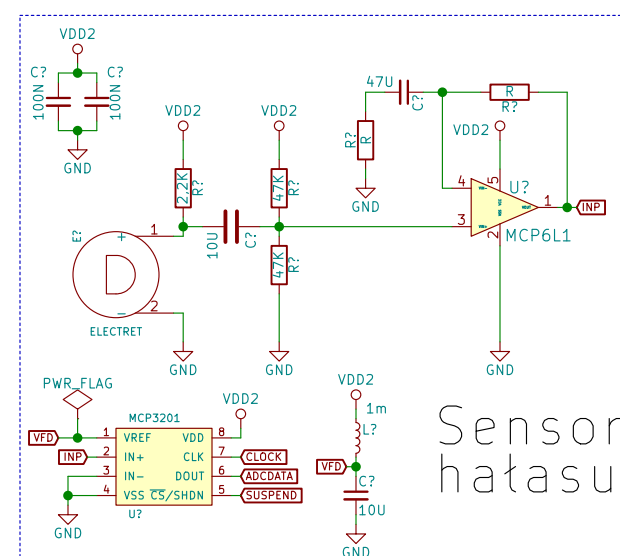 VDD2
C?
C?
100N
100N
GND
VDD2
VDD2
2,2K
R?
47K
R?
10U
C?
47K
R?
E?
+
1
D
-
2
ELECTRET
GND
GND
47U
C?
R
R?
R?
R
GND
VDD2
4
5
U?
1
INP
3
2
MCP6L1
GND
PWR_FLAG
MCP3201
VDD2
VFD
1
VREF
VDD
8
INP
2
IN+
CLK
7
CLOCK
3
IN-
DOUT
6
ADCDATA
4
VSS
CS/SHDN
5
SUSPEND
U?
GND
VDD2
1m
L?
VFD
C?
10U
GND
Sensor
hałasu